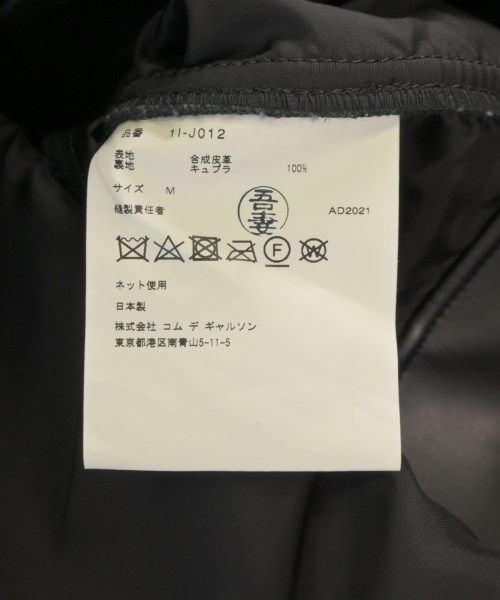 品番 1I-J012
表地 合成皮革
裏地 キュプラ 100%
サイズ M
縫製責任者 吾妻 AD2021
F W
ネット使用
日本製
株式会社 コム デ ギャルソン
東京都港区南青山5-11-5